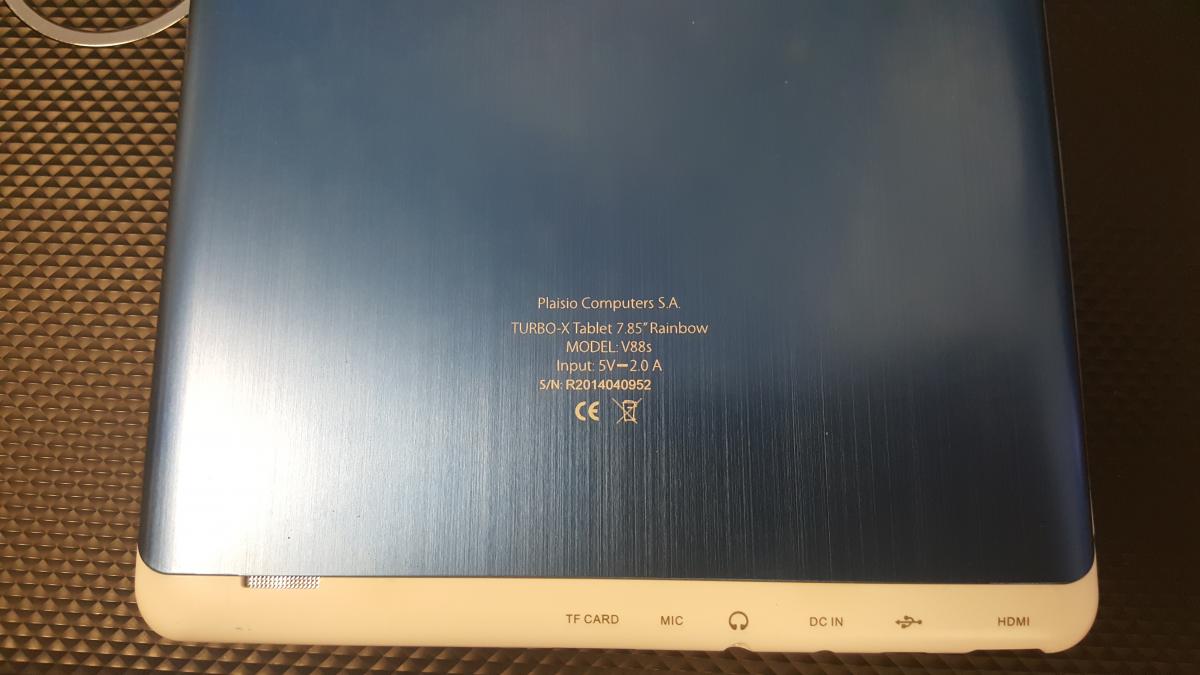 Plaisio Computers S.A.
TURBO-X Tablet 7.85” Rainbow
MODEL: V88s
Input: 5V⎓2.0 A
S/N: R2014040952
CE
TF CARD MIC DC IN HDMI